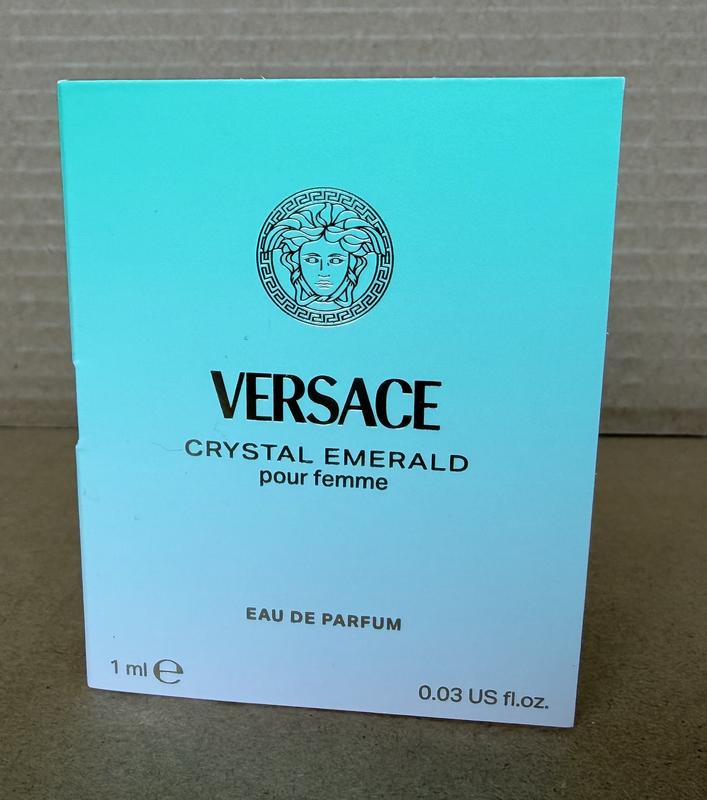 VERSACE
CRYSTAL EMERALD
pour femme
EAU DE PARFUM
1 ml ℮
0.03 US fl.oz.